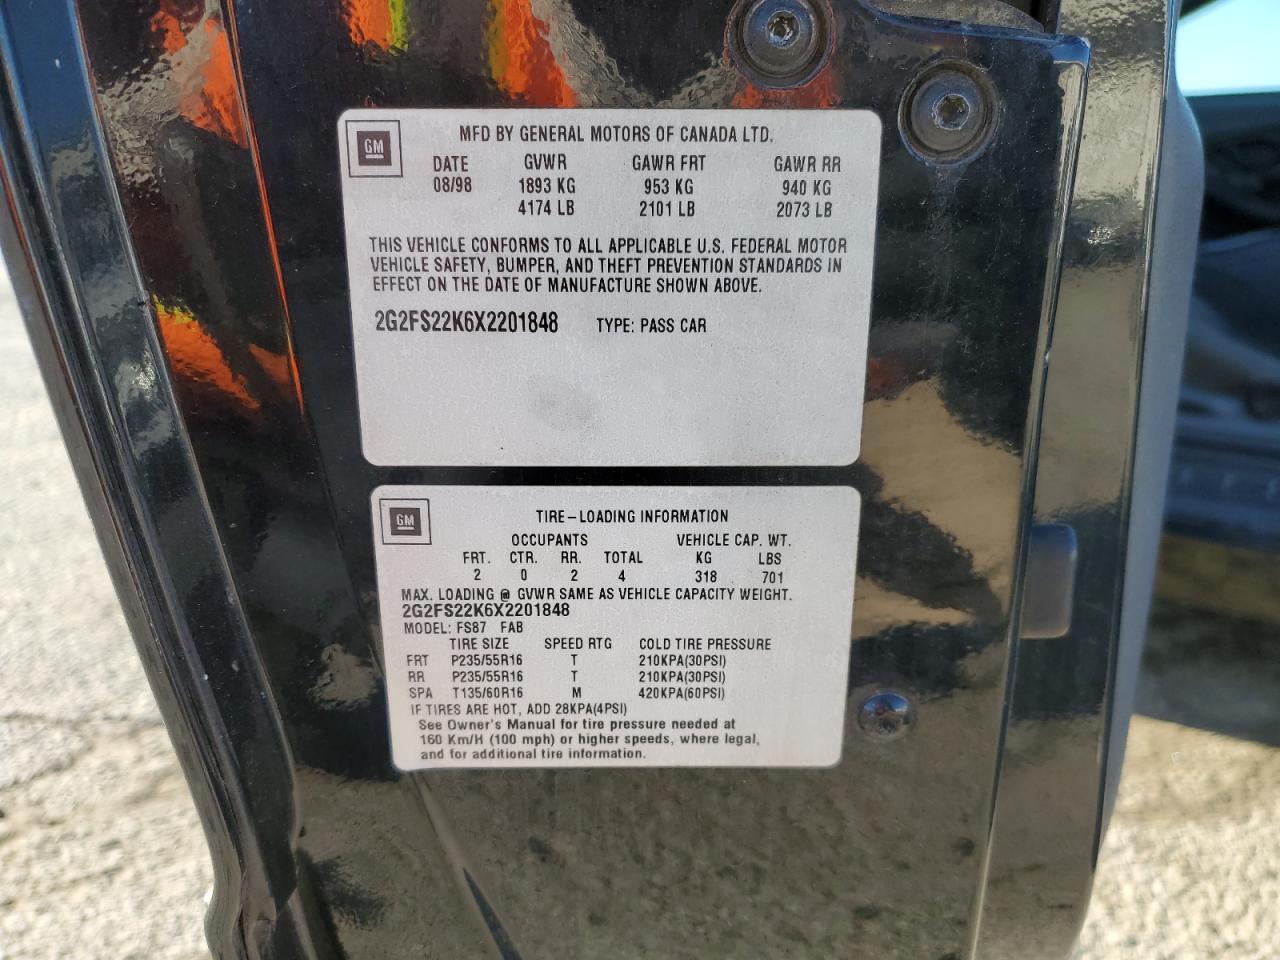 GM
MFD BY GENERAL MOTORS OF CANADA LTD.
DATE GVWR GAWR FRT GAWR RR
08/98 1893 KG 953 KG 940 KG
4174 LB 2101 LB 2073 LB
THIS VEHICLE CONFORMS TO ALL APPLICABLE U.S. FEDERAL MOTOR
VEHICLE SAFETY, BUMPER, AND THEFT PREVENTION STANDARDS IN
EFFECT ON THE DATE OF MANUFACTURE SHOWN ABOVE.
2G2FS22K6X2201848 TYPE: PASS CAR
GM
TIRE-LOADING INFORMATION
OCCUPANTS VEHICLE CAP. WT.
FRT. CTR. RR. TOTAL KG LBS
2 0 2 4 318 701
MAX. LOADING @ GVWR SAME AS VEHICLE CAPACITY WEIGHT.
2G2FS22K6X2201848
MODEL: FS87 FAB
TIRE SIZE SPEED RTG COLD TIRE PRESSURE
FRT P235/55R16 T 210KPA(30PSI)
RR P235/55R16 T 210KPA(30PSI)
SPA T135/60R16 M 420KPA(60PSI)
IF TIRES ARE HOT, ADD 28KPA(4PSI)
See Owner's Manual for tire pressure needed at
160 Km/H (100 mph) or higher speeds, where legal,
and for additional tire information.